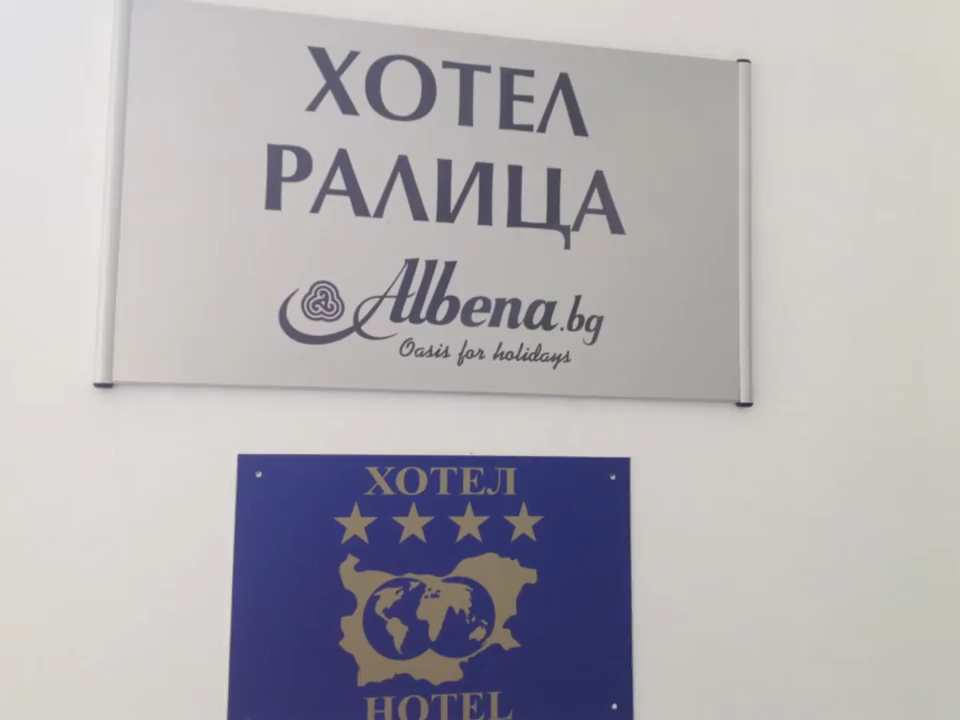 ХОТЕЛ
РАЛИЦА
Albena.bg
Oasis for holidays
ХОТЕЛ
HOTEL